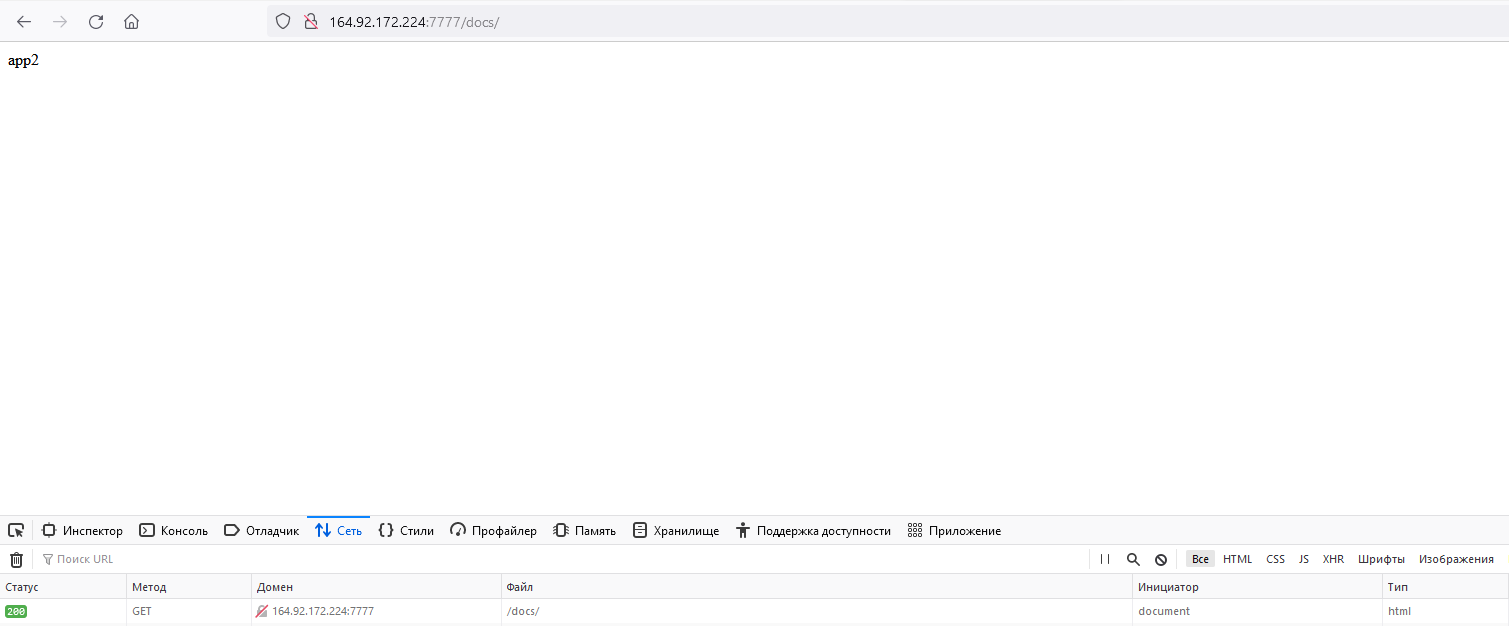 164.92.172.224:7777/docs/
app2
Инспектор Консоль Отладчик Сеть Стили Профайлер Память Хранилище Поддержка доступности Приложение
Поиск URL Все HTML CSS JS XHR Шрифты Изображения
Статус Метод Домен Файл Инициатор Тип
200 GET 164.92.172.224:7777 /docs/ document html